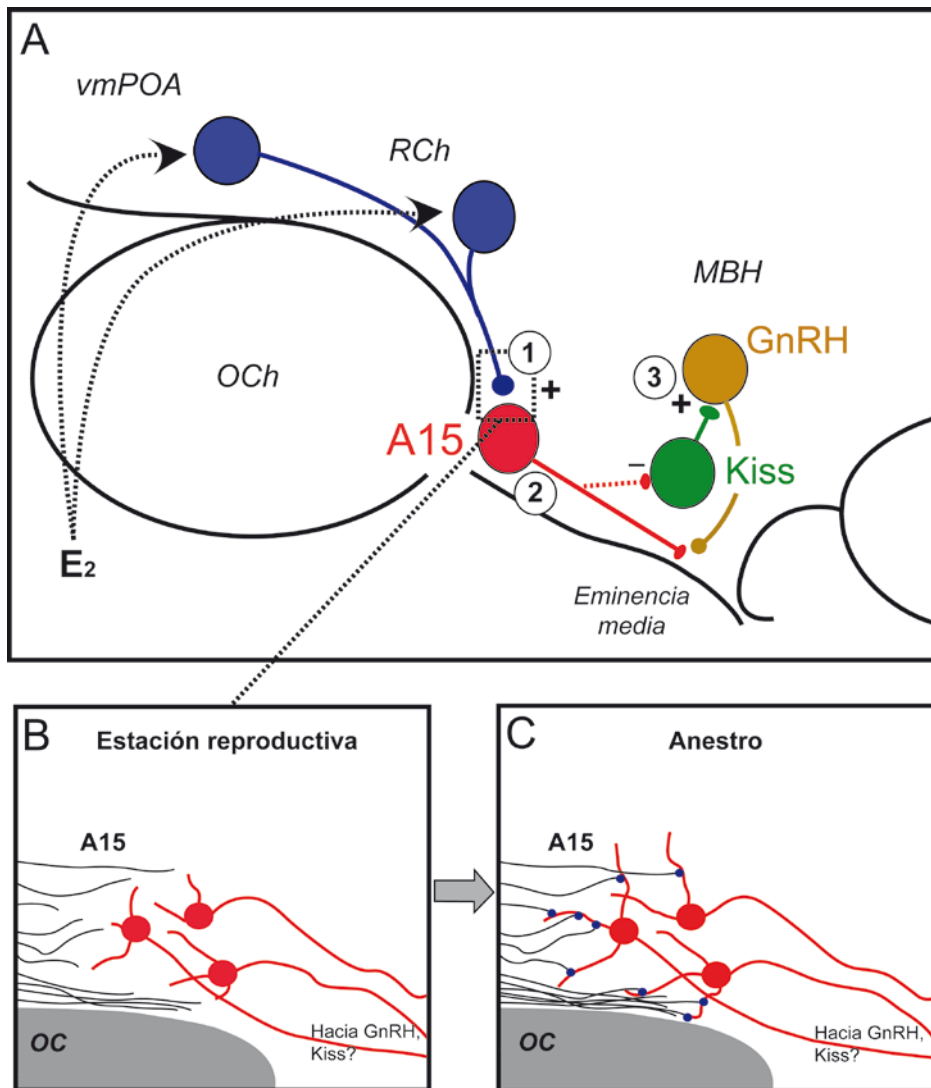 A
vmPOA
RCh
MBH
GnRH
1
3
+
+
OCh
A15
–
Kiss
2
E₂
Eminencia
media
B
Estación reproductiva
A15
Hacia GnRH,
Kiss?
OC
C
Anestro
A15
Hacia GnRH,
Kiss?
OC